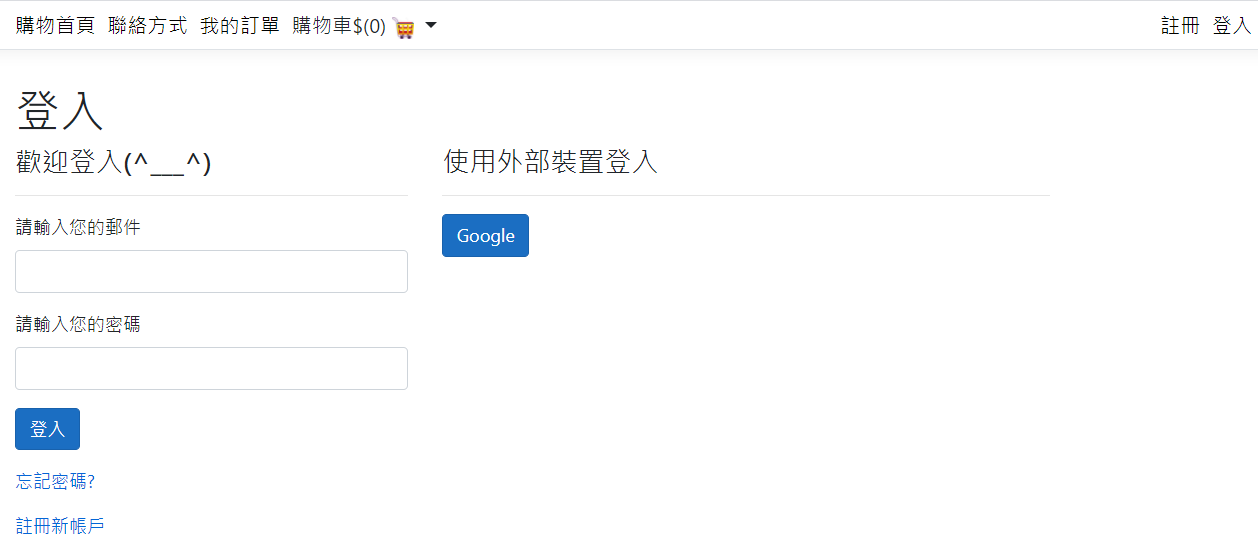 購物首頁 聯絡方式 我的訂單 購物車$(0) 註冊 登入
登入
歡迎登入(^___^)
使用外部裝置登入
請輸入您的郵件
Google
請輸入您的密碼
登入
忘記密碼?
註冊新帳戶